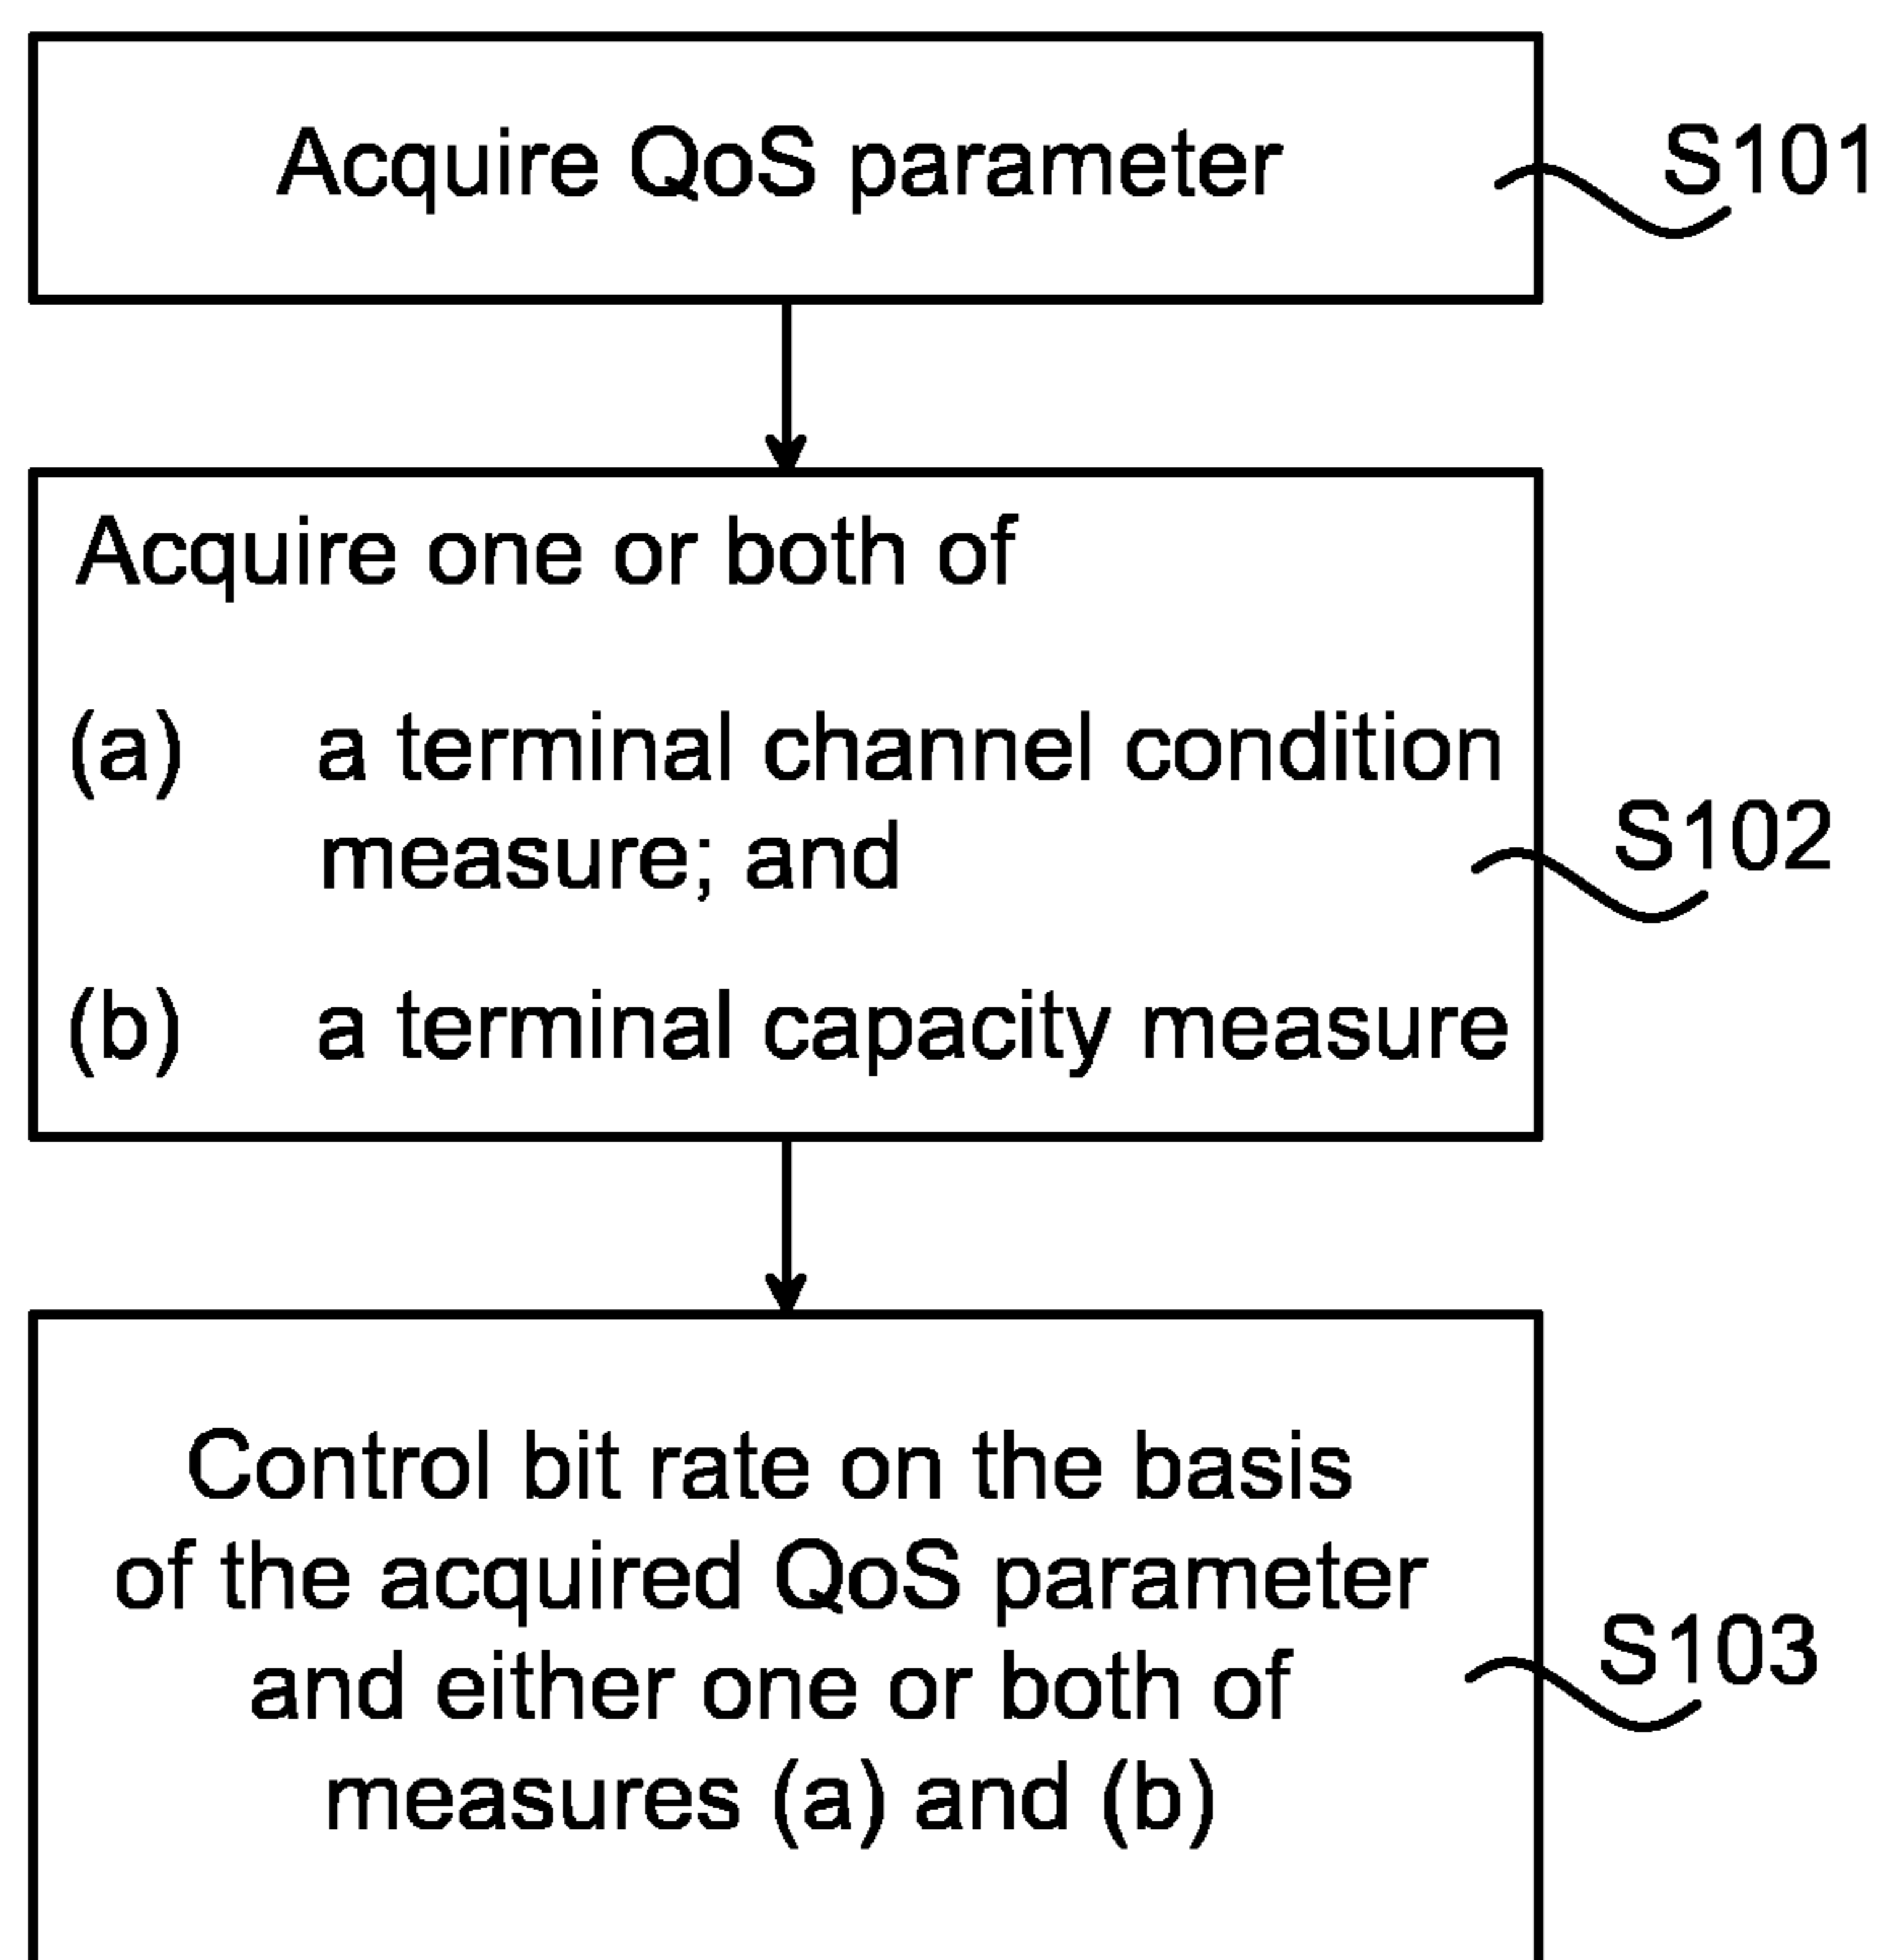 Acquire QoS parameter
S101
Acquire one or both of
(a) a terminal channel condition
measure; and
S102
(b) a terminal capacity measure
Control bit rate on the basis
of the acquired QoS parameter
and either one or both of
S103
measures (a) and (b)